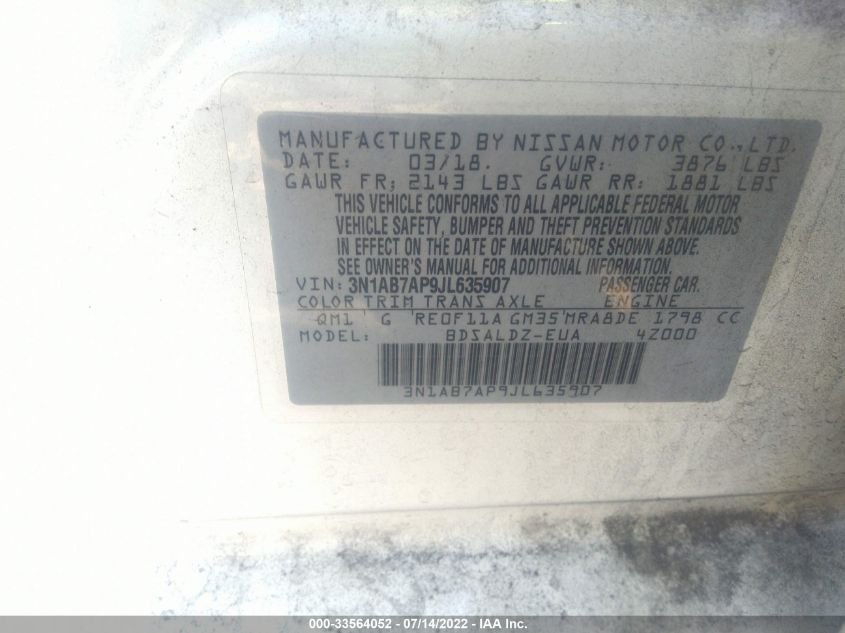 MANUFACTURED BY NISSAN MOTOR CO., LTD.
DATE: 03/18. GVWR: 3876 LBS
GAWR FR; 2143 LBS GAWR RR: 1881 LBS
THIS VEHICLE CONFORMS TO ALL APPLICABLE FEDERAL MOTOR
VEHICLE SAFETY, BUMPER AND THEFT PREVENTION STANDARDS
IN EFFECT ON THE DATE OF MANUFACTURE SHOWN ABOVE.
SEE OWNER'S MANUAL FOR ADDITIONAL INFORMATION.
VIN: 3N1AB7AP9JL635907 PASSENGER CAR.
COLOR TRIM TRANS AXLE ENGINE
QM1 G RE0F11A GM35 MRA8DE 1798 CC
MODEL: BDSALDZ-EUA 4Z000
3N1AB7AP9JL635907
000-33564052 - 07/14/2022 - IAA Inc.